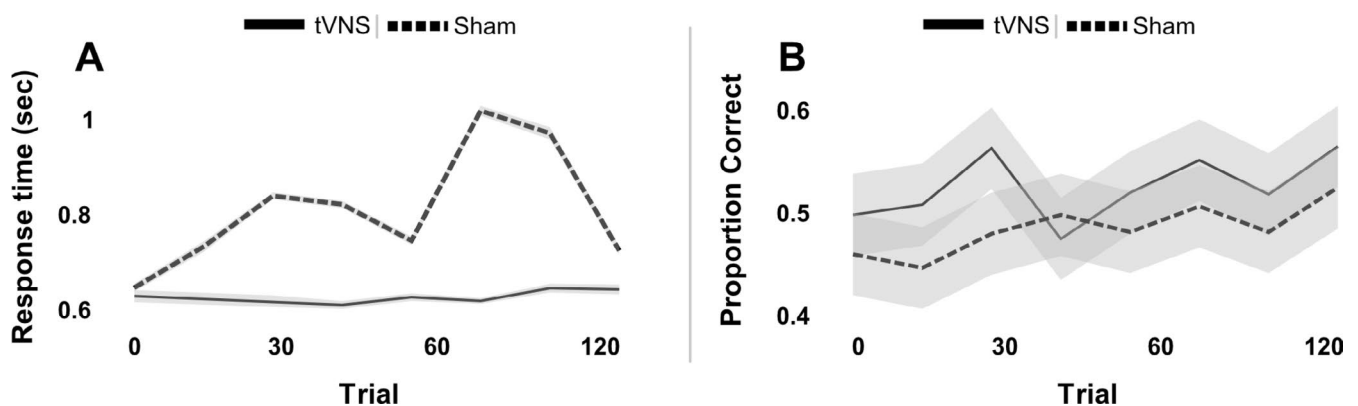 tVNS Sham
A
Response time (sec)
1
0.8
0.6
0 30 60 120
Trial
tVNS Sham
B
Proportion Correct
0.6
0.5
0.4
0 30 60 120
Trial